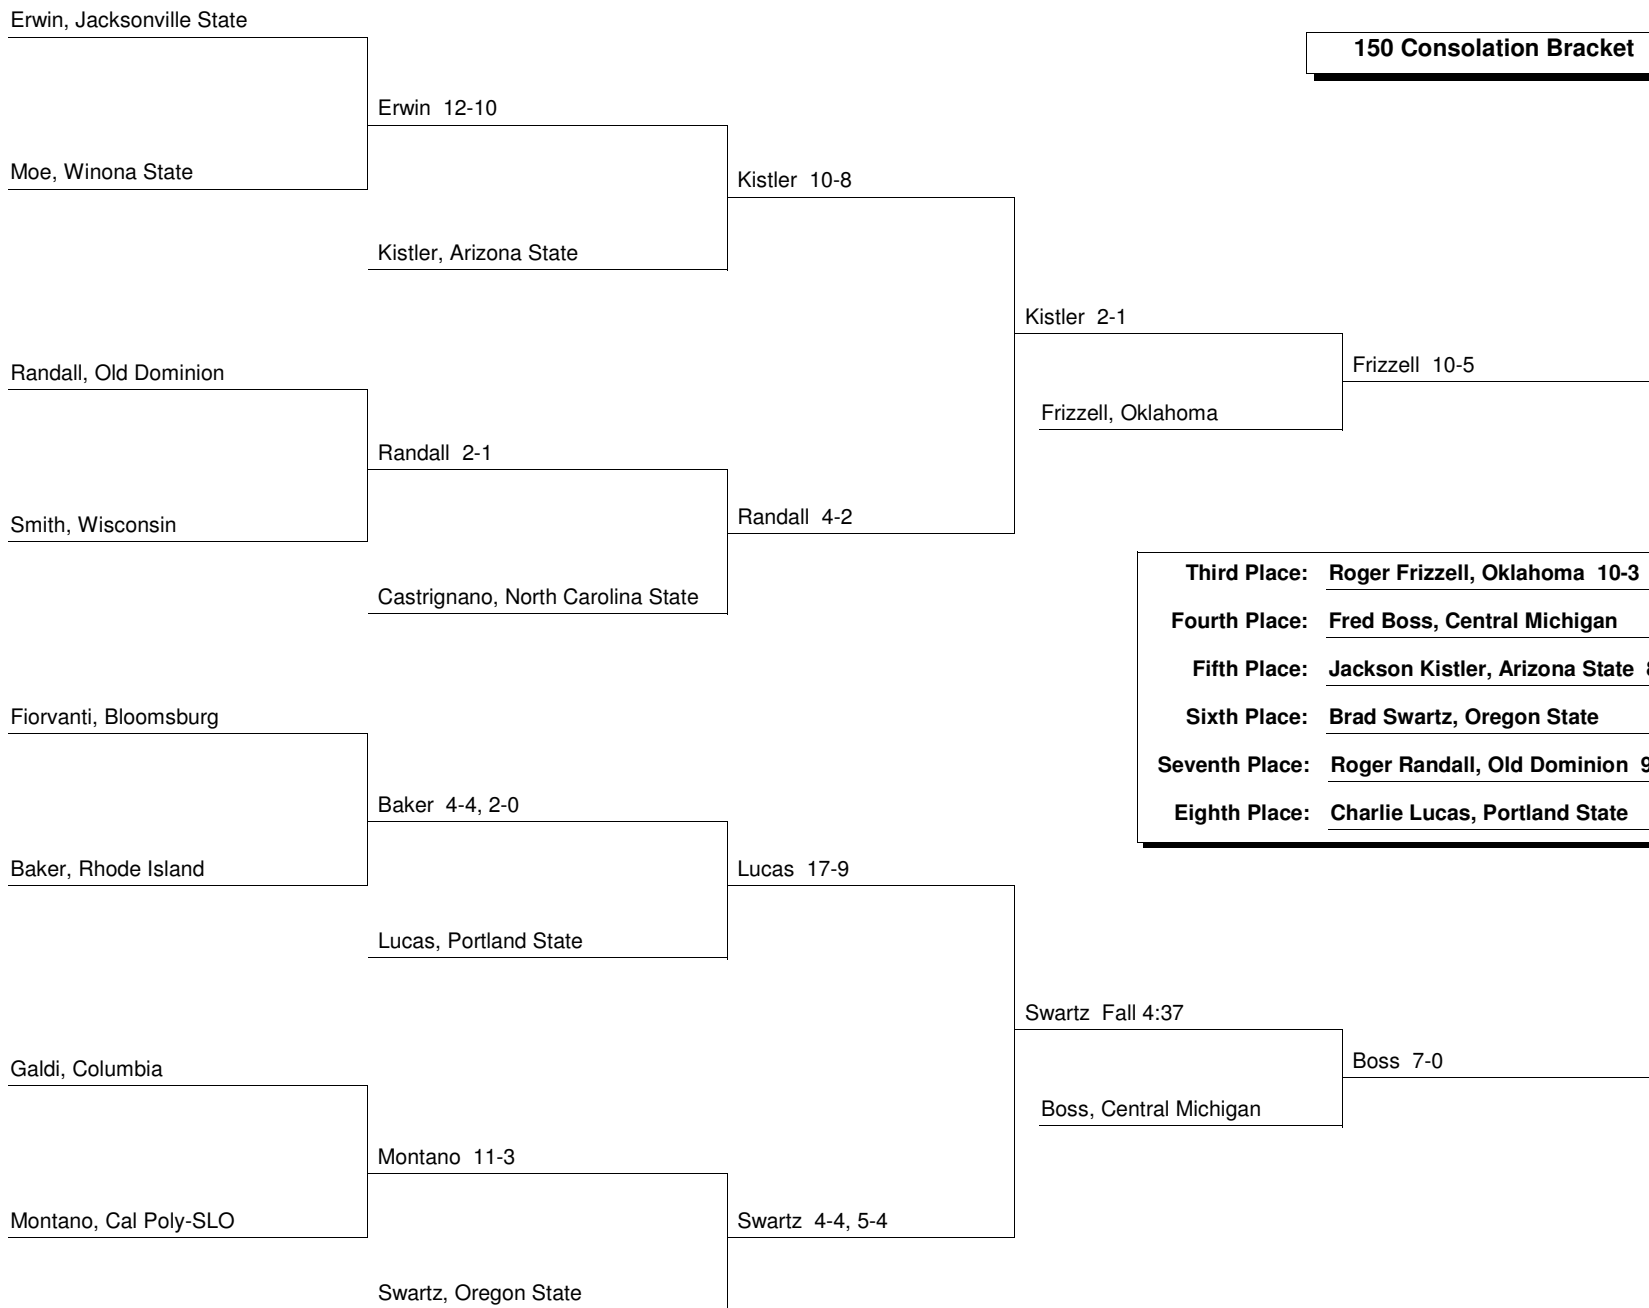 Erwin, Jacksonville State
150 Consolation Bracket
Erwin 12-10
Moe, Winona State
Kistler 10-8
Kistler, Arizona State
Kistler 2-1
Randall, Old Dominion
Frizzell 10-5
Frizzell, Oklahoma
Randall 2-1
Smith, Wisconsin
Randall 4-2
Castrignano, North Carolina State
Third Place: Roger Frizzell, Oklahoma 10-3
Fourth Place: Fred Boss, Central Michigan
Fifth Place: Jackson Kistler, Arizona State
Sixth Place: Brad Swartz, Oregon State
Seventh Place: Roger Randall, Old Dominion 9
Eighth Place: Charlie Lucas, Portland State
Fiorvanti, Bloomsburg
Baker 4-4, 2-0
Baker, Rhode Island
Lucas 17-9
Lucas, Portland State
Swartz Fall 4:37
Galdi, Columbia
Boss 7-0
Boss, Central Michigan
Montano 11-3
Montano, Cal Poly-SLO
Swartz 4-4, 5-4
Swartz, Oregon State